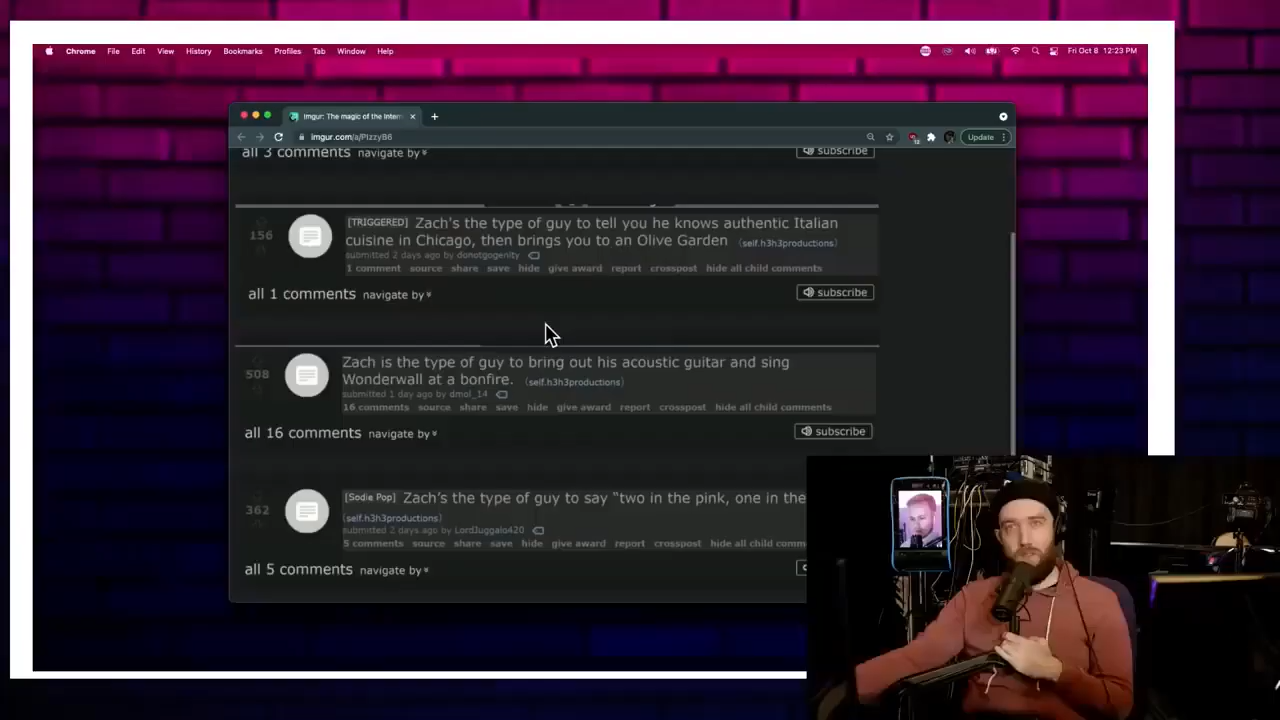 Chrome File Edit View History Bookmarks Profiles Tab Window Help Fri Oct 8 12:23 PM
Imgur: The magic of the Intern
imgur.com/a/
Update
all 3 comments navigate by
subscribe
156
[TRIGGERED] Zach's the type of guy to tell you he knows authentic Italian
cuisine in Chicago, then brings you to an Olive Garden (self.h3h3productions)
submitted 2 days ago by donotgogenity
1 comment source share save hide give award report crosspost hide all child comments
all 1 comments navigate by
subscribe
508
Zach is the type of guy to bring out his acoustic guitar and sing
Wonderwall at a bonfire. (self.h3h3productions)
submitted 1 day ago by dmol_14
16 comments source share save hide give award report crosspost hide all child comments
all 16 comments navigate by
subscribe
362
[Sodie Pop] Zach's the type of guy to say “two in the pink, one in the
(self.h3h3productions)
submitted 2 days ago by LordJuggalo420
5 comments source share save hide give award report crosspost hide all child comm
all 5 comments navigate by